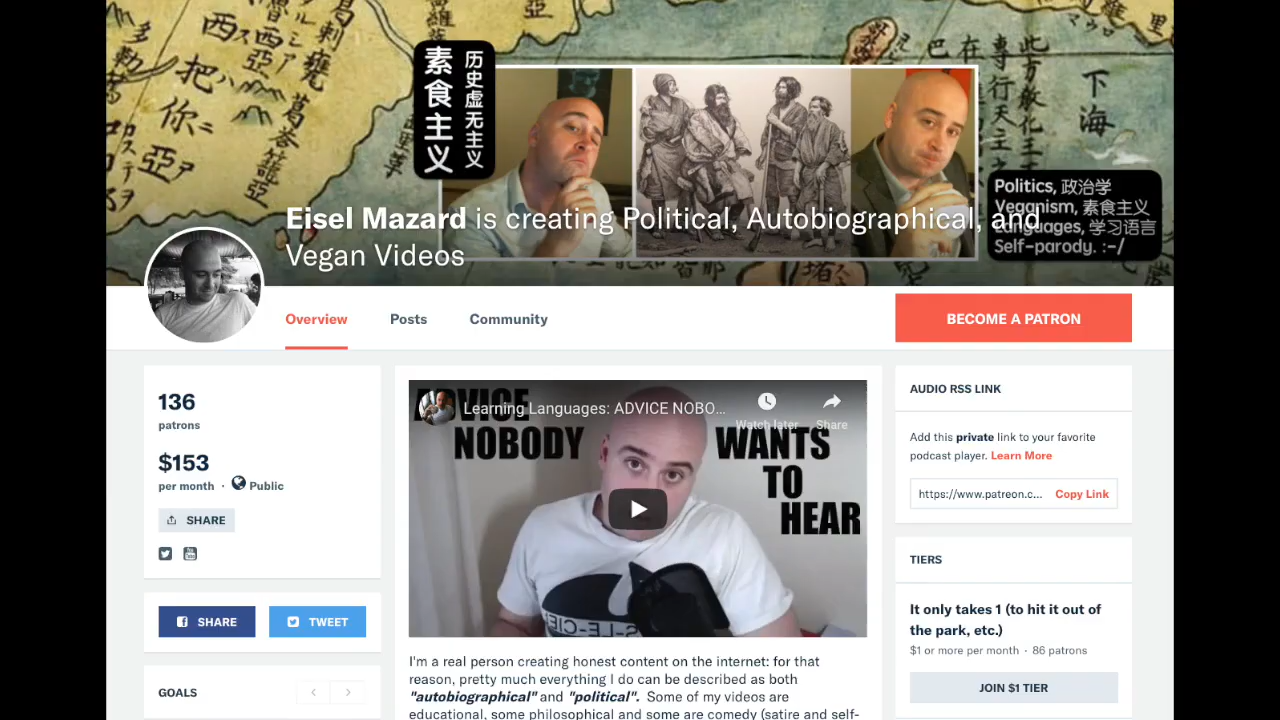 素食主义
历史虚无主义
下海
Politics, 政治学
Veganism, 素食主义
Languages, 学习语言
Self-parody. :-/
Eisel Mazard is creating Political, Autobiographical, and
Vegan Videos
Overview
Posts
Community
BECOME A PATRON
136
patrons
$153
per month · Public
SHARE
SHARE
TWEET
GOALS
Learning Languages: ADVICE NOBO...
Watch later
Share
ADVICE
NOBODY
WANTS
TO
HEAR
I'm a real person creating honest content on the internet: for that
reason, pretty much everything I do can be described as both
"autobiographical" and "political". Some of my videos are
educational, some philosophical and some are comedy (satire and self-
AUDIO RSS LINK
Add this private link to your favorite
podcast player. Learn More
https://www.patreon.c...
Copy Link
TIERS
It only takes 1 (to hit it out of
the park, etc.)
$1 or more per month · 86 patrons
JOIN $1 TIER